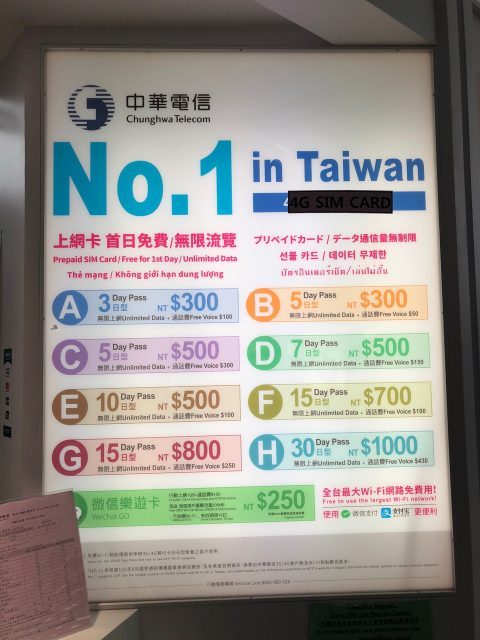 中華電信
Chunghwa Telecom
No.1 in Taiwan
4G SIM CARD
上網卡 首日免費/無限流覽
Prepaid SIM Card / Free for 1st Day / Unlimited Data
Thẻ mạng / Không giới hạn dung lượng
プリペイドカード / データ通信量無制限
선불 카드 / 데이터 무제한
A 3 Day Pass 日型 NT $300
無限上網Unlimited Data + 通話費Free Voice $100
B 5 Day Pass 日型 NT $300
無限上網Unlimited Data + 通話費Free Voice $50
C 5 Day Pass 日型 NT $500
無限上網Unlimited Data + 通話費Free Voice $300
D 7 Day Pass 日型 NT $500
無限上網Unlimited Data + 通話費Free Voice $150
E 10 Day Pass 日型 NT $500
無限上網Unlimited Data + 通話費Free Voice $100
F 15 Day Pass 日型 NT $700
無限上網Unlimited Data + 通話費Free Voice $100
G 15 Day Pass 日型 NT $800
無限上網Unlimited Data + 通話費Free Voice $250
H 30 Day Pass 日型 NT $1000
無限上網Unlimited Data + 通話費Free Voice $430
微信樂遊卡
WeChat GO
NT $250
全台最大Wi-Fi網路免費用!
Free to use the largest Wi-Fi network!
使用 微信支付 支付宝 更便利